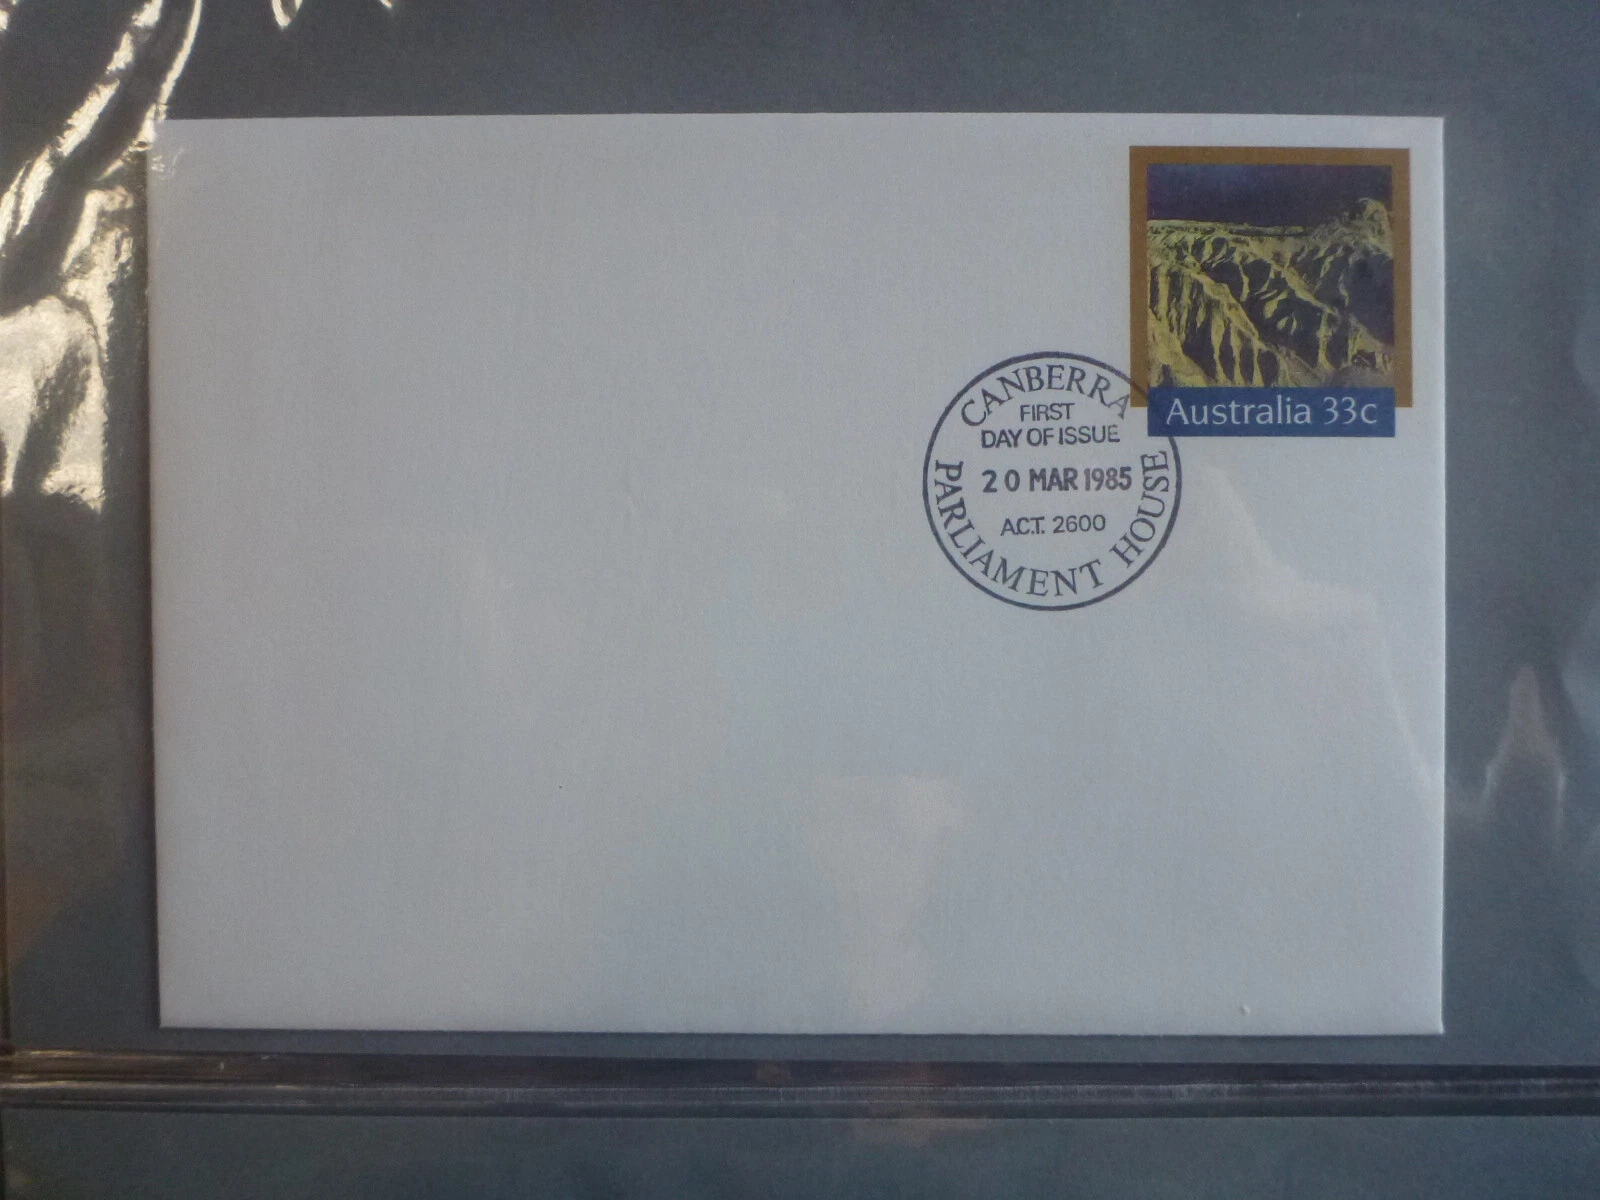 Australia 33c
CANBERRA
FIRST
DAY OF ISSUE
20 MAR 1985
A.C.T. 2600
PARLIAMENT HOUSE